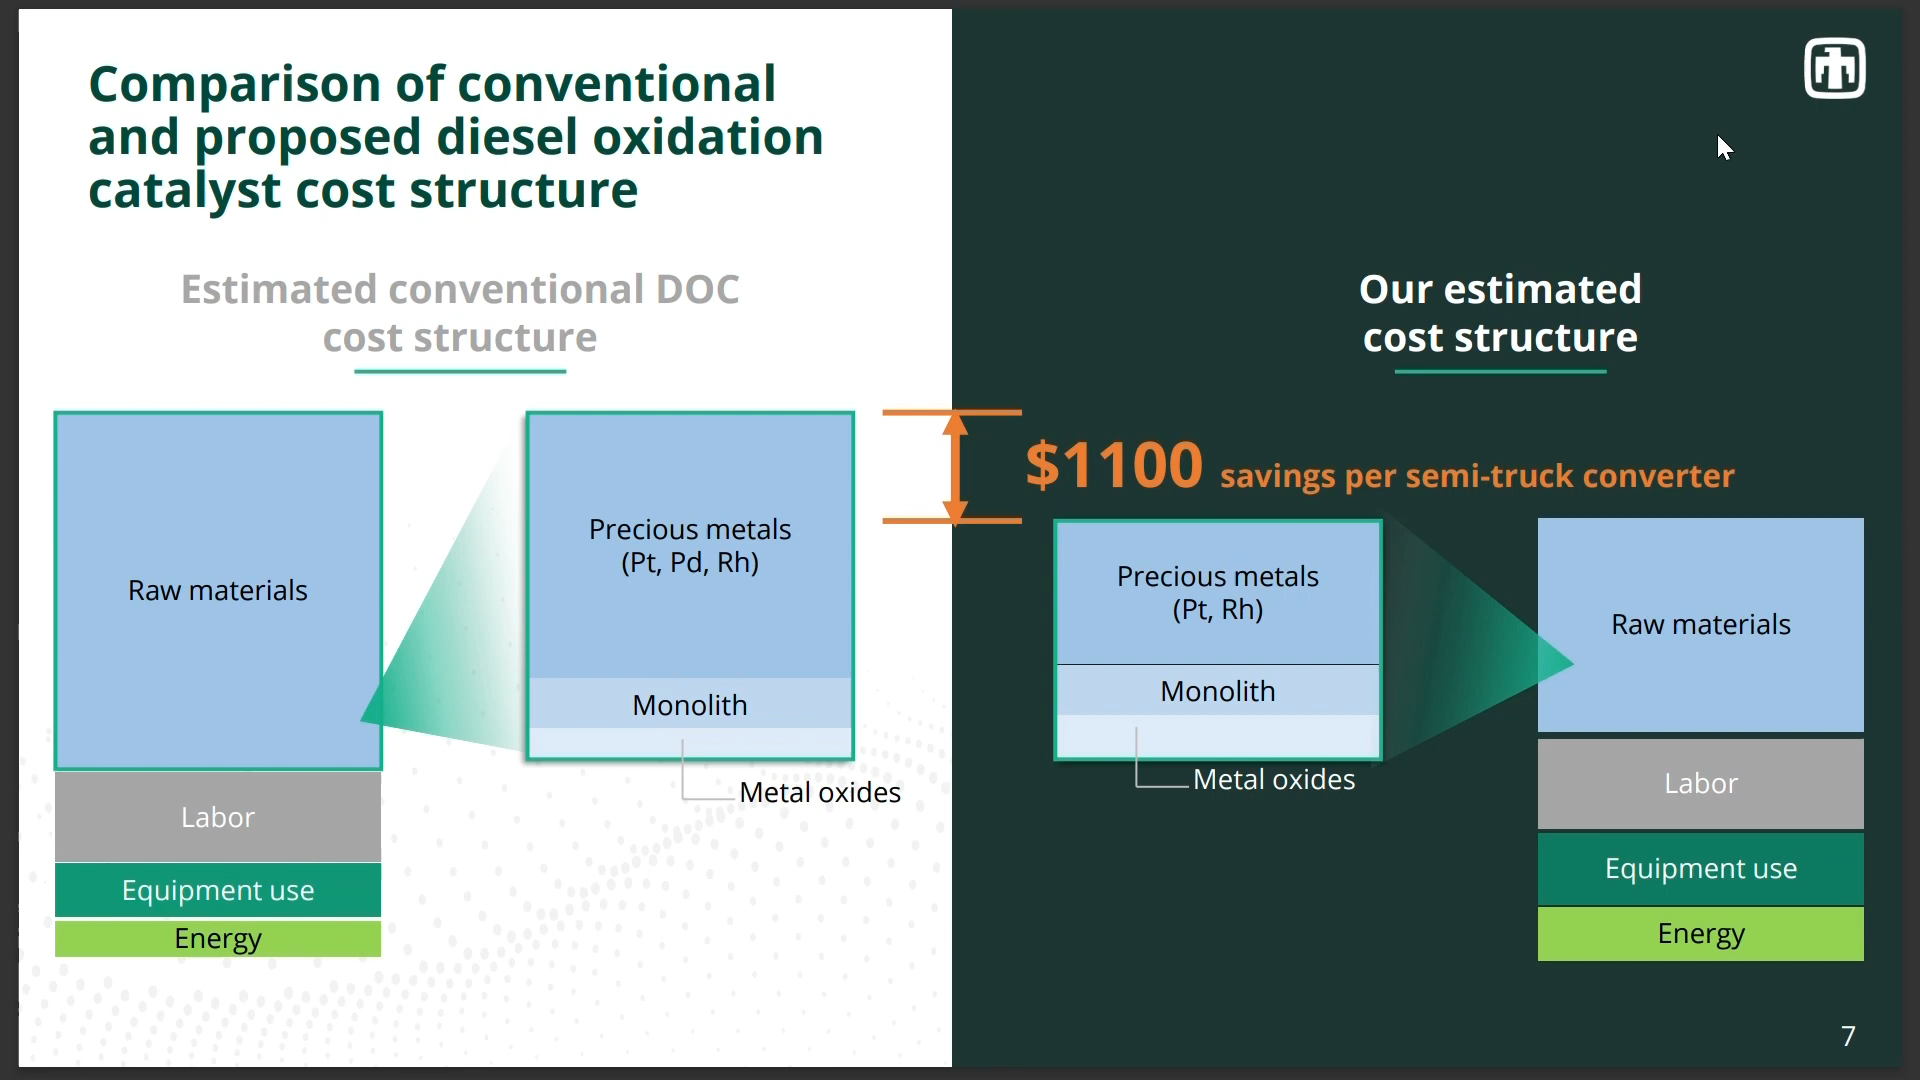 Comparison of conventional
and proposed diesel oxidation
catalyst cost structure
Estimated conventional DOC
cost structure
Raw materials
Labor
Equipment use
Energy
Precious metals
(Pt, Pd, Rh)
Monolith
Metal oxides
Our estimated
cost structure
$1100 savings per semi-truck converter
Precious metals
(Pt, Rh)
Monolith
Metal oxides
Raw materials
Labor
Equipment use
Energy
7